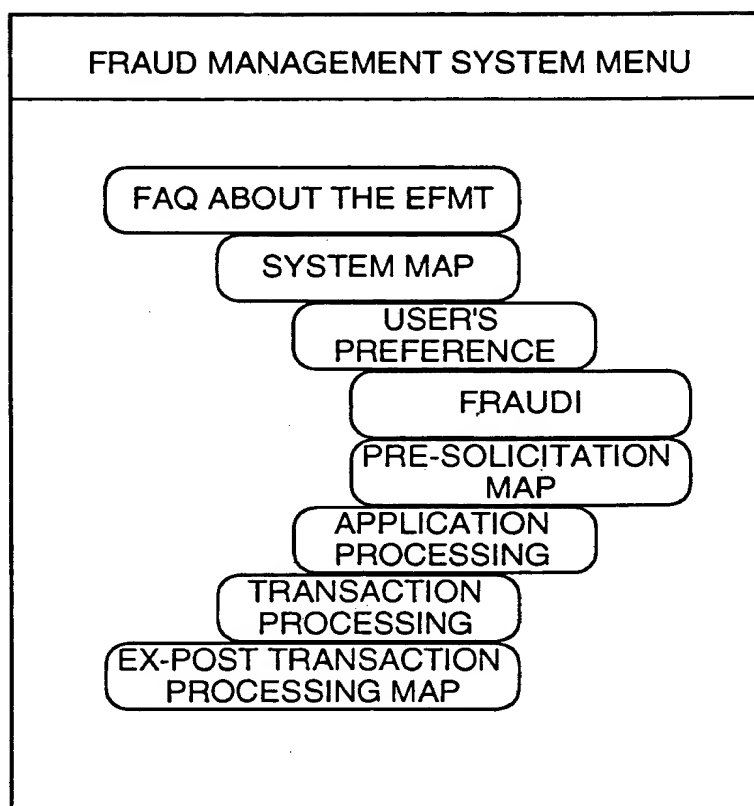 FRAUD MANAGEMENT SYSTEM MENU
FAQ ABOUT THE EFMT
SYSTEM MAP
USER'S
PREFERENCE
FRAUDI
PRE-SOLICITATION
MAP
APPLICATION
PROCESSING
TRANSACTION
PROCESSING
EX-POST TRANSACTION
PROCESSING MAP